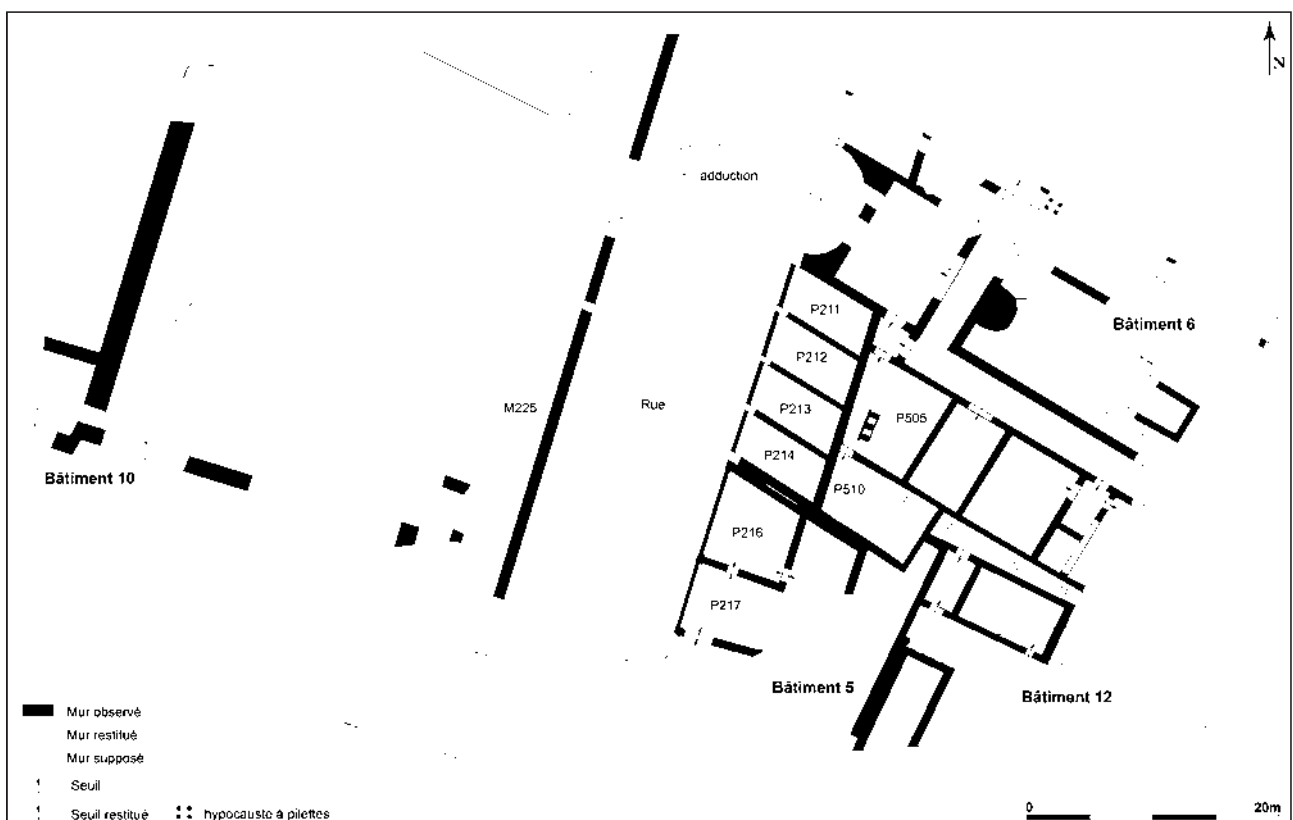 N
adduction
P211
Bâtiment 6
P212
M225
Rue
P213
P505
P214
Bâtiment 10
P510
P216
P217
Bâtiment 5
Bâtiment 12
Mur observé
Mur restitué
Mur supposé
Seuil
Seuil restitué
hypocauste à pilettes
0
20m